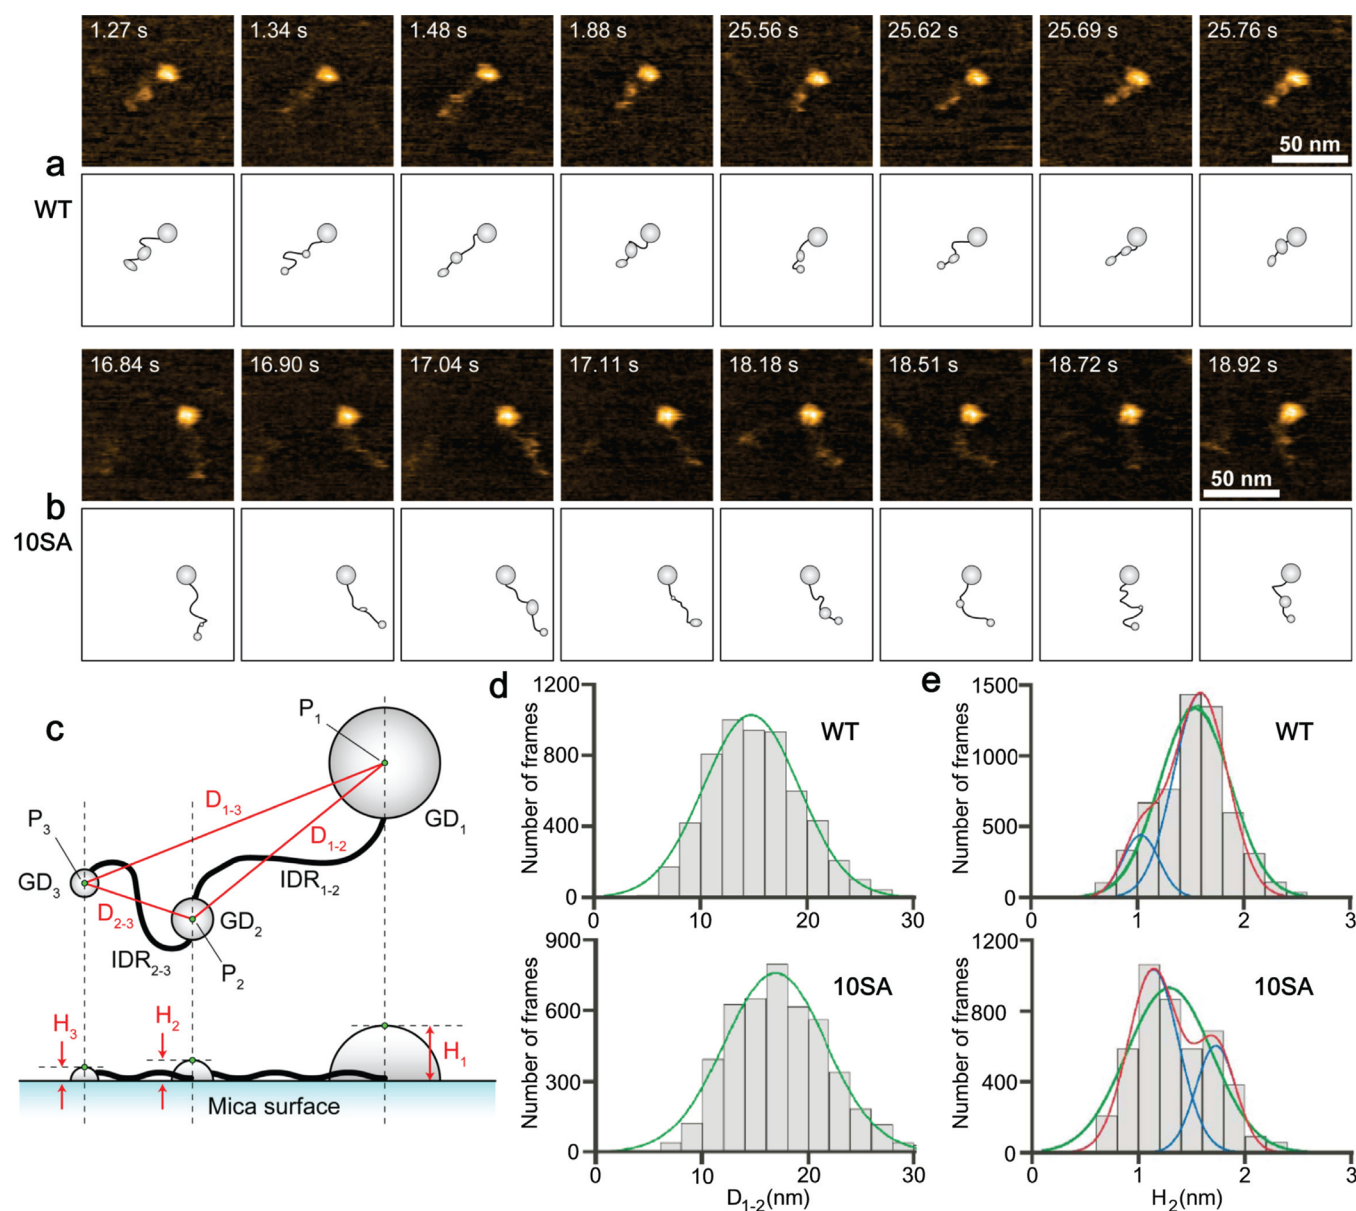 1.27 s 1.34 s 1.48 s 1.88 s 25.56 s 25.62 s 25.69 s 25.76 s
50 nm
a
WT
16.84 s 16.90 s 17.04 s 17.11 s 18.18 s 18.51 s 18.72 s 18.92 s
50 nm
b
10SA
c
P1
D1-3
D1-2
GD1
P3
GD3
D2-3
IDR1-2
GD2
IDR2-3
P2
H3
H2
H1
Mica surface
d
Number of frames
1200
800
400
0
WT
0 10 20 30
Number of frames
900
600
300
0
10SA
0 10 20 30
D1-2(nm)
e
Number of frames
1500
1000
500
0
WT
0 1 2 3
Number of frames
1200
800
400
0
10SA
0 1 2 3
H2(nm)